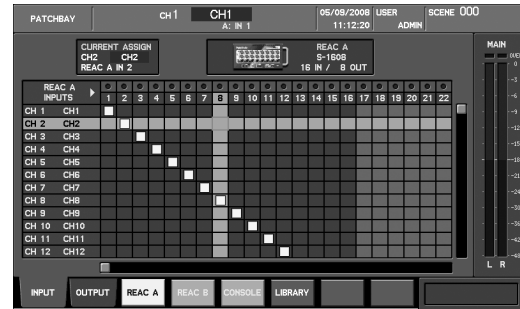 PATCHBAY CH 1 CH1 05/09/2008 USER SCENE 000
A: IN 1 11:12:20 ADMIN
CURRENT ASSIGN REAC A MAIN
CH2 CH2 S-1608
REAC A IN 2 16 IN / 8 OUT
REAC A
INPUTS 1 2 3 4 5 6 7 8 9 10 11 12 13 14 15 16 17 18 19 20 21 22
CH 1 CH1
CH 2 CH2
CH 3 CH3
CH 4 CH4
CH 5 CH5
CH 6 CH6
CH 7 CH7
CH 8 CH8
CH 9 CH9
CH 10 CH10
CH 11 CH11
CH 12 CH12
L R
INPUT OUTPUT REAC A REAC B CONSOLE LIBRARY